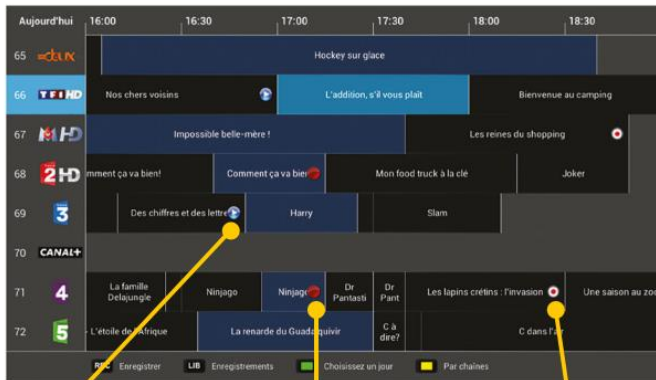 Aujourd'hui 16:00 16:30 17:00 17:30 18:00 18:30
65 Hockey sur glace
66 TF1 HD Nos chers voisins L'addition, s'il vous plaît Bienvenue au camping
67 HD Impossible belle-mère ! Les reines du shopping
68 2 HD mment ça va bien! Comment ça va bien Mon food truck à la clé Joker
69 3 Des chiffres et des lettre Harry Slam
70 CANAL+
71 4 La famille Delajungle Ninjago Ninjago Dr Pantasti Dr Pant Les lapins crétins : l'invasion Une saison au zoo
72 5 L'étoile de l'Afrique La renarde du Guadalquivir C à dire? C dans l'air
REC Enregistrer LIB Enregistrements Choisissez un jour Par chaînes